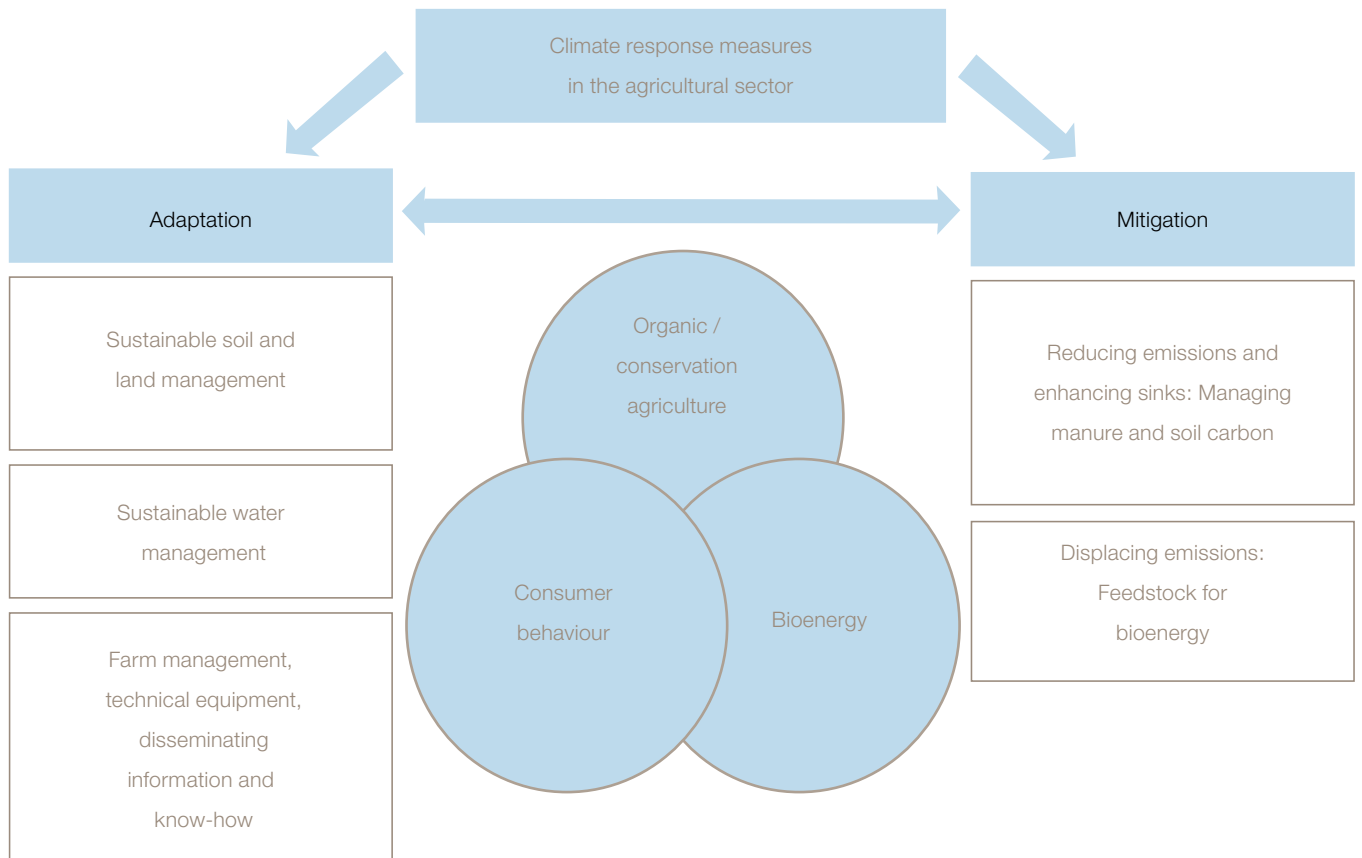 Climate response measures
in the agricultural sector
Adaptation
Mitigation
Sustainable soil and
land management
Sustainable water
management
Farm management,
technical equipment,
disseminating
information and
know-how
Organic /
conservation
agriculture
Consumer
behaviour
Bioenergy
Reducing emissions and
enhancing sinks: Managing
manure and soil carbon
Displacing emissions:
Feedstock for
bioenergy